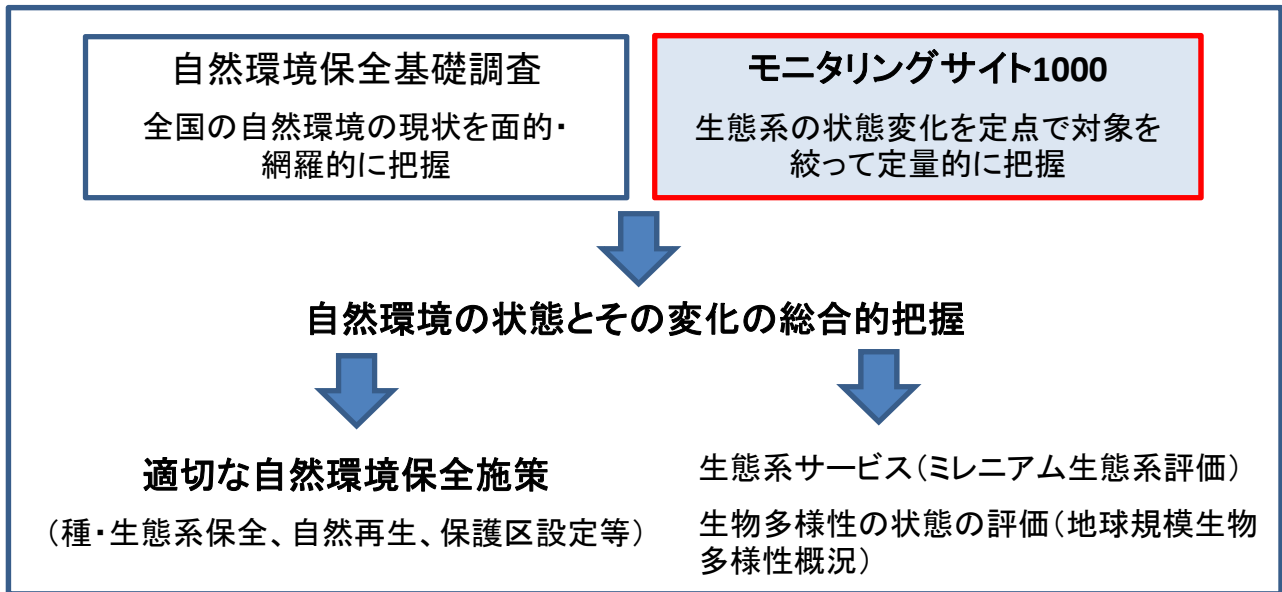 自然環境保全基礎調査
全国の自然環境の現状を面的・
網羅的に把握
モニタリングサイト1000
生態系の状態変化を定点で対象を
絞って定量的に把握
自然環境の状態とその変化の総合的把握
適切な自然環境保全施策
（種・生態系保全、自然再生、保護区設定等）
生態系サービス（ミレニアム生態系評価）
生物多様性の状態の評価（地球規模生物
多様性概況）